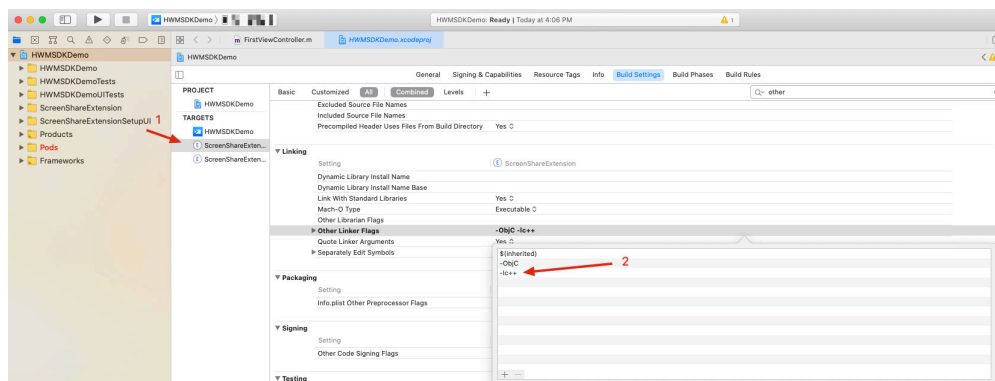 HWMSDKDemo
HWMSDKDemo: Ready | Today at 4:06 PM
1
FirstViewController.m
HWMSDKDemo.xcodeproj
HWMSDKDemo
HWMSDKDemo
HWMSDKDemo
HWMSDKDemoTests
HWMSDKDemoUITests
ScreenShareExtension
ScreenShareExtensionSetupUI
Products
Pods
Frameworks
1
General Signing & Capabilities Resource Tags Info Build Settings Build Phases Build Rules
PROJECT
HWMSDKDemo
TARGETS
HWMSDKDemo
ScreenShareExten...
ScreenShareExten...
Basic Customized All Combined Levels +
other
Excluded Source File Names
Included Source File Names
Precompiled Header Uses Files From Build Directory Yes
Linking
Setting ScreenShareExtension
Dynamic Library Install Name
Dynamic Library Install Name Base
Link With Standard Libraries Yes
Mach-O Type Executable
Other Librarian Flags
Other Linker Flags -ObjC -lc++
Quote Linker Arguments Yes
Separately Edit Symbols
$(inherited)
-ObjC
-lc++
2
Packaging
Setting
Info.plist Other Preprocessor Flags
Signing
Setting
Other Code Signing Flags
Testing